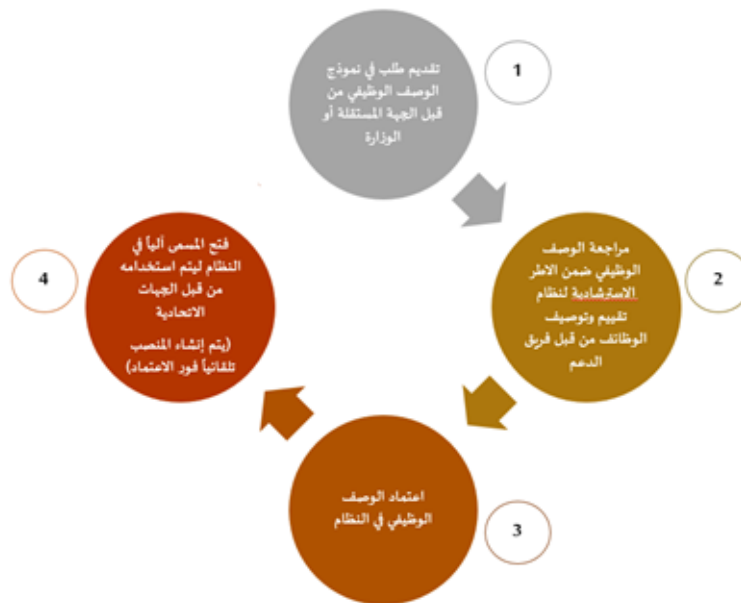 1
تقديم طلب في نموذج
الوصف الوظيفي من
قبل الجهة المستقلة أو
الوزارة
2
مراجعة الوصف
الوظيفي ضمن الاطر
الاسترشادية لنظام
تقييم وتوصيف
الوظائف من قبل فريق
الدعم
3
اعتماد الوصف
الوظيفي في النظام
4
فتح المسمى آلياً في
النظام ليتم استخدامه
من قبل الجهات
الاتحادية
(يتم إنشاء المنصب
تلقائياً فور الاعتماد)